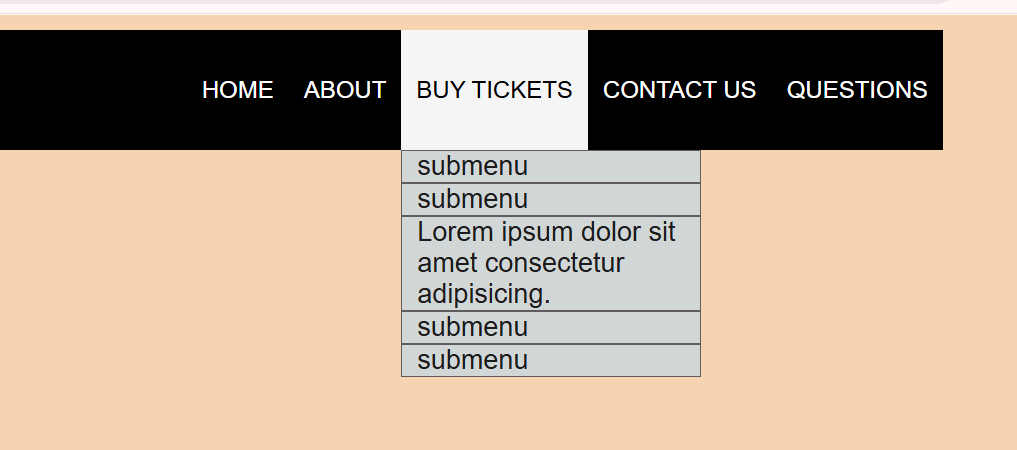 HOME ABOUT BUY TICKETS CONTACT US QUESTIONS
submenu
submenu
Lorem ipsum dolor sit
amet consectetur
adipisicing.
submenu
submenu